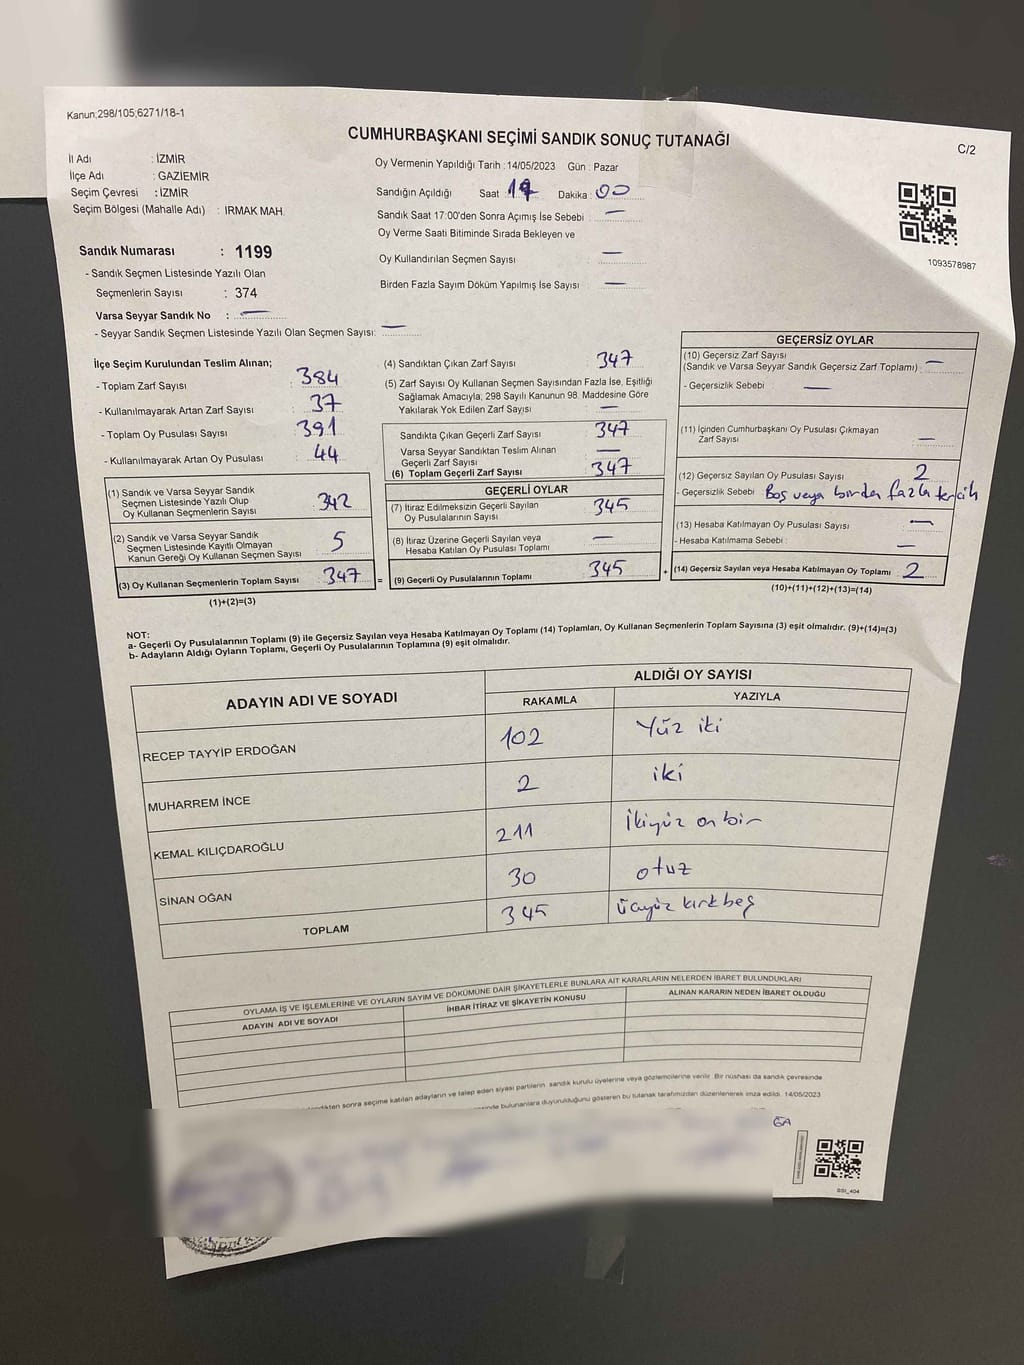 Kanun;298/105;6271/18-1
CUMHURBAŞKANI SEÇİMİ SANDIK SONUÇ TUTANAĞI
C/2
İl Adı : İZMİR
İlçe Adı : GAZİEMİR
Seçim Çevresi : İZMİR
Seçim Bölgesi (Mahalle Adı) : IRMAK MAH.
Oy Vermenin Yapıldığı Tarih : 14/05/2023 Gün : Pazar
Sandığın Açıldığı Saat 17 Dakika : 00
Sandık Saat 17:00'den Sonra Açımış İse Sebebi : —
Oy Verme Saati Bitiminde Sırada Bekleyen ve
Oy Kullandırılan Seçmen Sayısı : —
Birden Fazla Sayım Döküm Yapılmış İse Sayısı : —
1093578987
Sandık Numarası : 1199
- Sandık Seçmen Listesinde Yazılı Olan
Seçmenlerin Sayısı : 374
Varsa Seyyar Sandık No : —
- Seyyar Sandık Seçmen Listesinde Yazılı Olan Seçmen Sayısı: —
İlçe Seçim Kurulundan Teslim Alınan;
- Toplam Zarf Sayısı : 384
- Kullanılmayarak Artan Zarf Sayısı : 37
- Toplam Oy Pusulası Sayısı : 391
- Kullanılmayarak Artan Oy Pusulası : 44
(1) Sandık ve Varsa Seyyar Sandık
Seçmen Listesinde Yazılı Olup
Oy Kullanan Seçmenlerin Sayısı : 342
(2) Sandık ve Varsa Seyyar Sandık
Seçmen Listesinde Kayıtlı Olmayan
Kanun Gereği Oy Kullanan Seçmen Sayısı : 5
(3) Oy Kullanan Seçmenlerin Toplam Sayısı : 347 =
(1)+(2)=(3)
(4) Sandıktan Çıkan Zarf Sayısı : 347
(5) Zarf Sayısı Oy Kullanan Seçmen Sayısından Fazla İse, Eşitliği
Sağlamak Amacıyla; 298 Sayılı Kanunun 98. Maddesine Göre
Yakılarak Yok Edilen Zarf Sayısı : —
Sandıkta Çıkan Geçerli Zarf Sayısı : 347
Varsa Seyyar Sandıktan Teslim Alınan
Geçerli Zarf Sayısı : —
(6) Toplam Geçerli Zarf Sayısı : 347
GEÇERLİ OYLAR
(7) İtiraz Edilmeksizin Geçerli Sayılan
Oy Pusulalarının Sayısı : 345
(8) İtiraz Üzerine Geçerli Sayılan veya
Hesaba Katılan Oy Pusulası Toplamı : —
(9) Geçerli Oy Pusulalarının Toplamı : 345 +
GEÇERSİZ OYLAR
(10) Geçersiz Zarf Sayısı
(Sandık ve Varsa Seyyar Sandık Geçersiz Zarf Toplamı) : —
- Geçersizlik Sebebi : —
(11) İçinden Cumhurbaşkanı Oy Pusulası Çıkmayan
Zarf Sayısı : —
(12) Geçersiz Sayılan Oy Pusulası Sayısı : 2
- Geçersizlik Sebebi : Boş veya birden fazla tercih
(13) Hesaba Katılmayan Oy Pusulası Sayısı : —
- Hesaba Katılmama Sebebi : —
(14) Geçersiz Sayılan veya Hesaba Katılmayan Oy Toplamı : 2
(10)+(11)+(12)+(13)=(14)
NOT:
a- Geçerli Oy Pusulalarının Toplamı (9) ile Geçersiz Sayılan veya Hesaba Katılmayan Oy Toplamı (14) Toplamları, Oy Kullanan Seçmenlerin Toplam Sayısına (3) eşit olmalıdır. (9)+(14)=(3)
b- Adayların Aldığı Oyların Toplamı, Geçerli Oy Pusulalarının Toplamına (9) eşit olmalıdır.
ADAYIN ADI VE SOYADI
ALDIĞI OY SAYISI
RAKAMLA YAZIYLA
RECEP TAYYİP ERDOĞAN 102 Yüz iki
MUHARREM İNCE 2 iki
KEMAL KILIÇDAROĞLU 211 İkiyüz on bir
SİNAN OĞAN 30 otuz
TOPLAM 345 üçyüz kırk beş
OYLAMA İŞ VE İŞLEMLERİNE VE OYLARIN SAYIM VE DÖKÜMÜNE DAİR ŞİKAYETLERLE BUNLARA AİT KARARLARIN NELERDEN İBARET BULUNDUKLARI
ADAYIN ADI VE SOYADI İHBAR İTİRAZ VE ŞİKAYETİN KONUSU ALINAN KARARIN NEDEN İBARET OLDUĞU
sonra seçime katılan adayların ve talep eden siyasi partilerin sandık kurulu üyelerine veya gözlemcilerine verilir. Bir nüshası da sandık çevresinde
bulunanlara duyurulduğunu gösteren bu tutanak tarafımızdan düzenlenerek imza edildi. 14/05/2023
SSI_404